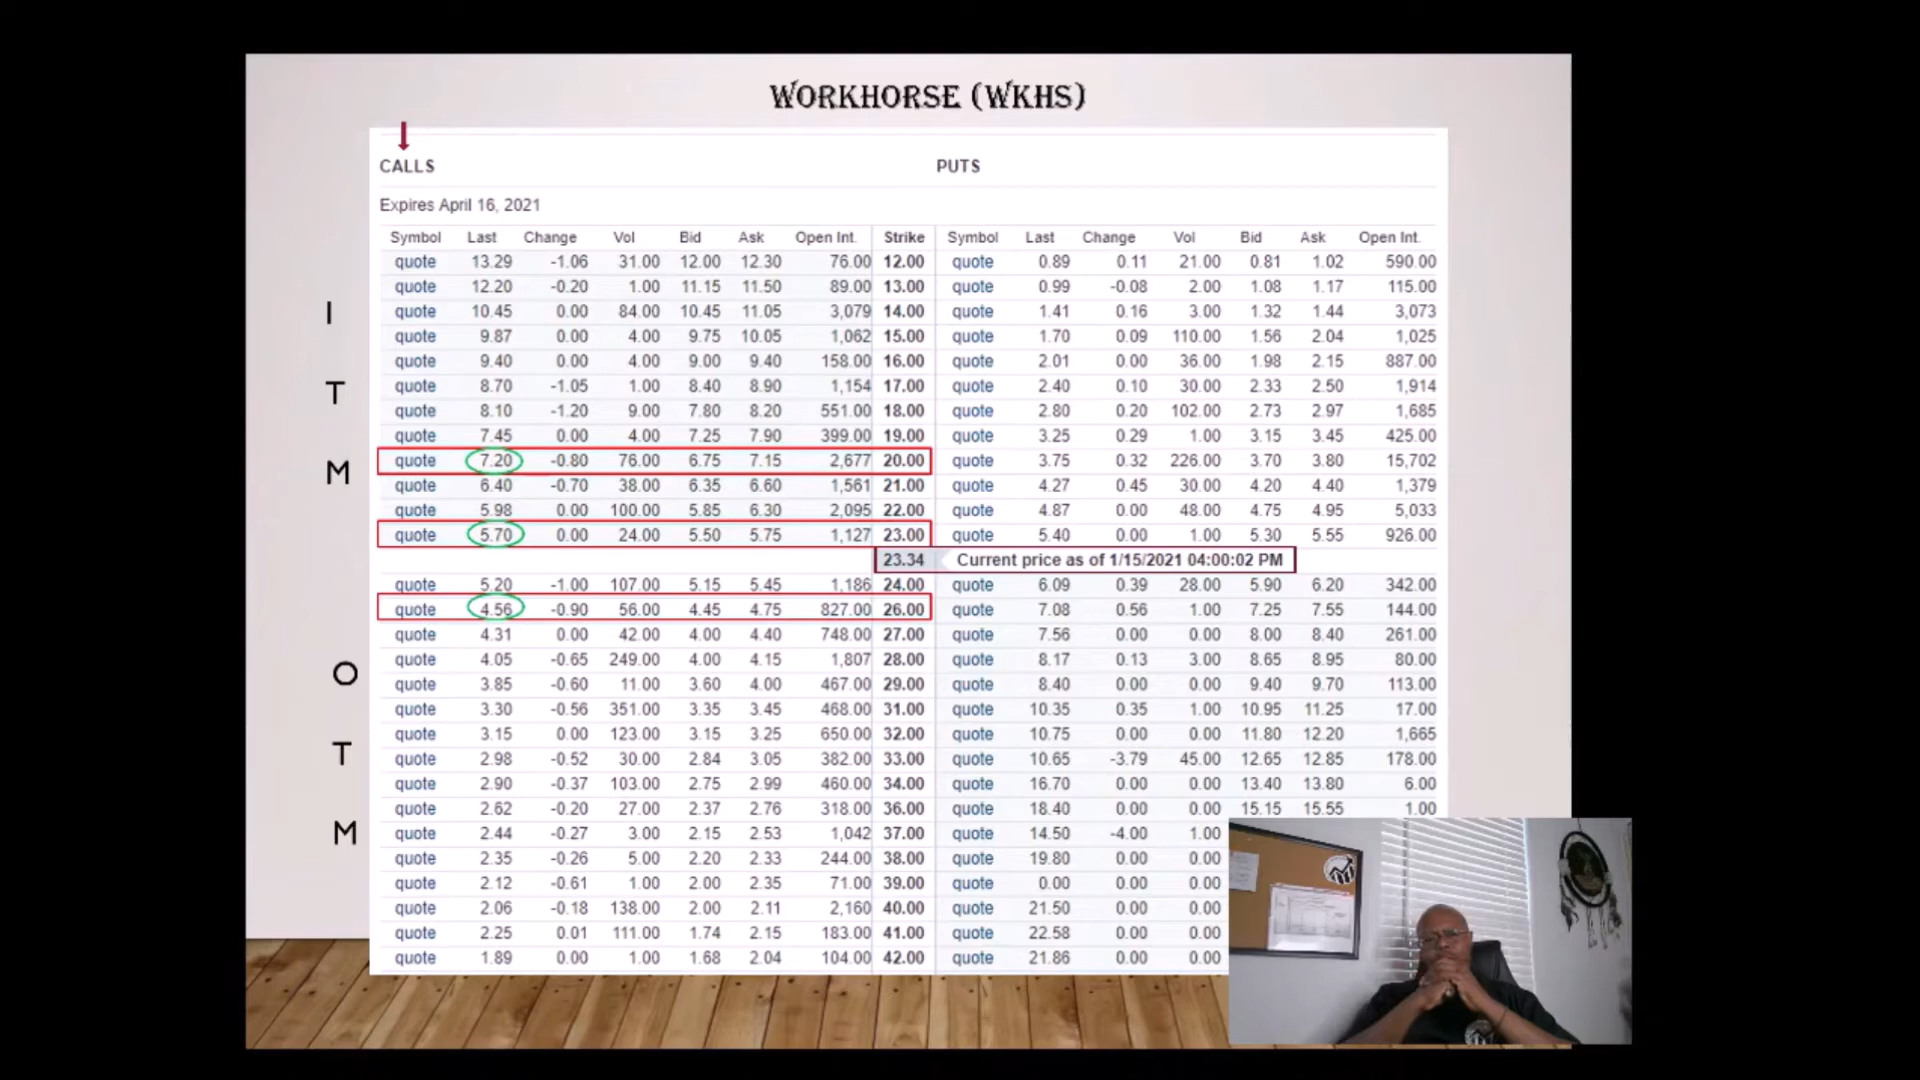 WORKHORSE (WKHS)
CALLS PUTS
Expires April 16, 2021
Symbol Last Change Vol Bid Ask Open Int. Strike Symbol Last Change Vol Bid Ask Open Int.
quote 13.29 -1.06 31.00 12.00 12.30 76.00 12.00 quote 0.89 0.11 21.00 0.81 1.02 590.00
quote 12.20 -0.20 1.00 11.15 11.50 89.00 13.00 quote 0.99 -0.08 2.00 1.08 1.17 115.00
I
quote 10.45 0.00 84.00 10.45 11.05 3,079 14.00 quote 1.41 0.16 3.00 1.32 1.44 3,073
quote 9.87 0.00 4.00 9.75 10.05 1,062 15.00 quote 1.70 0.09 110.00 1.56 2.04 1,025
quote 9.40 0.00 4.00 9.00 9.40 158.00 16.00 quote 2.01 0.00 36.00 1.98 2.15 887.00
T
quote 8.70 -1.05 1.00 8.40 8.90 1,154 17.00 quote 2.40 0.10 30.00 2.33 2.50 1,914
quote 8.10 -1.20 9.00 7.80 8.20 551.00 18.00 quote 2.80 0.20 102.00 2.73 2.97 1,685
quote 7.45 0.00 4.00 7.25 7.90 399.00 19.00 quote 3.25 0.29 1.00 3.15 3.45 425.00
M
quote 7.20 -0.80 76.00 6.75 7.15 2,677 20.00 quote 3.75 0.32 226.00 3.70 3.80 15,702
quote 6.40 -0.70 38.00 6.35 6.60 1,561 21.00 quote 4.27 0.45 30.00 4.20 4.40 1,379
quote 5.98 0.00 100.00 5.85 6.30 2,095 22.00 quote 4.87 0.00 48.00 4.75 4.95 5,033
quote 5.70 0.00 24.00 5.50 5.75 1,127 23.00 quote 5.40 0.00 1.00 5.30 5.55 926.00
23.34 Current price as of 1/15/2021 04:00:02 PM
quote 5.20 -1.00 107.00 5.15 5.45 1,186 24.00 quote 6.09 0.39 28.00 5.90 6.20 342.00
quote 4.56 -0.90 56.00 4.45 4.75 827.00 26.00 quote 7.08 0.56 1.00 7.25 7.55 144.00
quote 4.31 0.00 42.00 4.00 4.40 748.00 27.00 quote 7.56 0.00 0.00 8.00 8.40 261.00
quote 4.05 -0.65 249.00 4.00 4.15 1,807 28.00 quote 8.17 0.13 3.00 8.65 8.95 80.00
O
quote 3.85 -0.60 11.00 3.60 4.00 467.00 29.00 quote 8.40 0.00 0.00 9.40 9.70 113.00
quote 3.30 -0.56 351.00 3.35 3.45 468.00 31.00 quote 10.35 0.35 1.00 10.95 11.25 17.00
quote 3.15 0.00 123.00 3.15 3.25 650.00 32.00 quote 10.75 0.00 0.00 11.80 12.20 1,665
T
quote 2.98 -0.52 30.00 2.84 3.05 382.00 33.00 quote 10.65 -3.79 45.00 12.65 12.85 178.00
quote 2.90 -0.37 103.00 2.75 2.99 460.00 34.00 quote 16.70 0.00 0.00 13.40 13.80 6.00
quote 2.62 -0.20 27.00 2.37 2.76 318.00 36.00 quote 18.40 0.00 0.00 15.15 15.55 1.00
M
quote 2.44 -0.27 3.00 2.15 2.53 1,042 37.00 quote 14.50 -4.00 1.00
quote 2.35 -0.26 5.00 2.20 2.33 244.00 38.00 quote 19.80 0.00 0.00
quote 2.12 -0.61 1.00 2.00 2.35 71.00 39.00 quote 0.00 0.00 0.00
quote 2.06 -0.18 138.00 2.00 2.11 2,160 40.00 quote 21.50 0.00 0.00
quote 2.25 0.01 111.00 1.74 2.15 183.00 41.00 quote 22.58 0.00 0.00
quote 1.89 0.00 1.00 1.68 2.04 104.00 42.00 quote 21.86 0.00 0.00